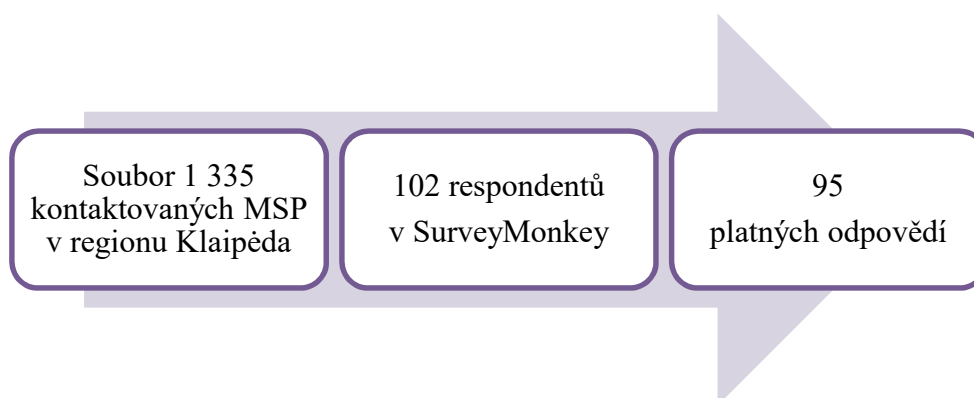 Soubor 1 335
kontaktovaných MSP
v regionu Klaipėda
102 respondentů
v SurveyMonkey
95
platných odpovědí